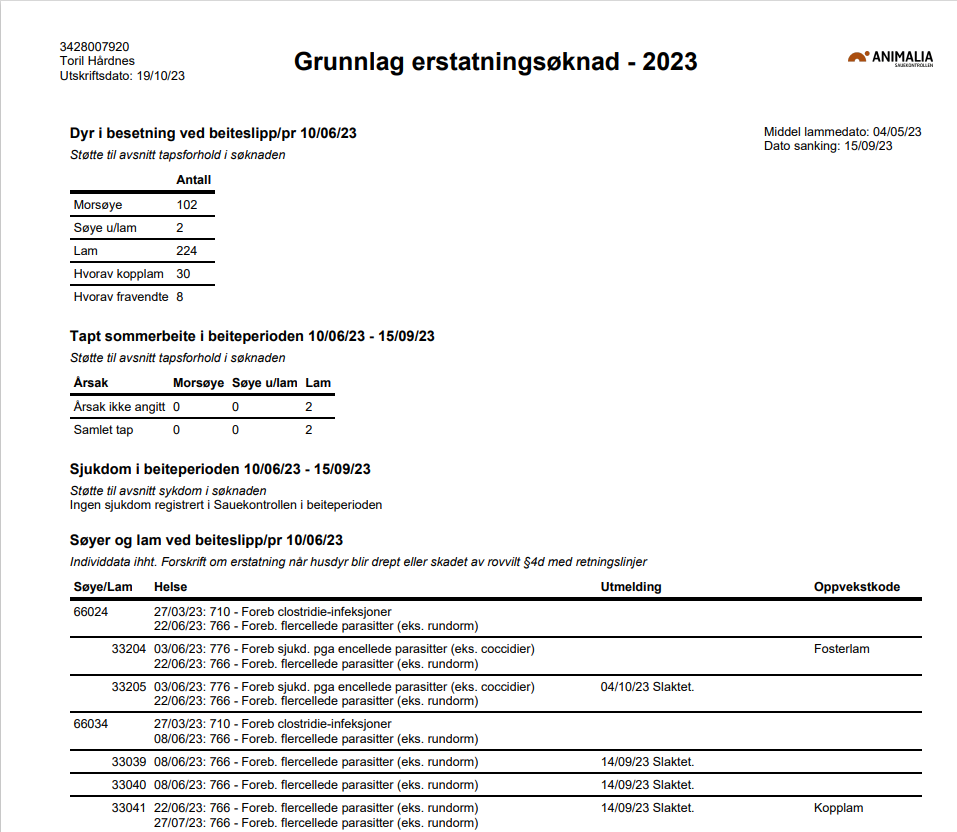 3428007920
Toril Hårdnes
Utskriftsdato: 19/10/23
Grunnlag erstatningsøknad - 2023
ANIMALIA
SAUEKONTROLLEN
Dyr i besetning ved beiteslipp/pr 10/06/23
Middel lammedato: 04/05/23
Støtte til avsnitt tapsforhold i søknaden
Dato sanking: 15/09/23
Antall
Morsøye 102
Søye u/lam 2
Lam 224
Hvorav kopplam 30
Hvorav fravendte 8
Tapt sommerbeite i beiteperioden 10/06/23 - 15/09/23
Støtte til avsnitt tapsforhold i søknaden
Årsak Morsøye Søye u/lam Lam
Årsak ikke angitt 0 0 2
Samlet tap 0 0 2
Sjukdom i beiteperioden 10/06/23 - 15/09/23
Støtte til avsnitt sykdom i søknaden
Ingen sjukdom registrert i Sauekontrollen i beiteperioden
Søyer og lam ved beiteslipp/pr 10/06/23
Individdata ihht. Forskrift om erstatning når husdyr blir drept eller skadet av rovvilt §4d med retningslinjer
Søye/Lam Helse Utmelding Oppvekstkode
66024 27/03/23: 710 - Foreb clostridie-infeksjoner
22/06/23: 766 - Foreb. flercellede parasitter (eks. rundorm)
33204 03/06/23: 776 - Foreb sjukd. pga encellede parasitter (eks. coccidier) Fosterlam
22/06/23: 766 - Foreb. flercellede parasitter (eks. rundorm)
33205 03/06/23: 776 - Foreb sjukd. pga encellede parasitter (eks. coccidier) 04/10/23 Slaktet.
22/06/23: 766 - Foreb. flercellede parasitter (eks. rundorm)
66034 27/03/23: 710 - Foreb clostridie-infeksjoner
08/06/23: 766 - Foreb. flercellede parasitter (eks. rundorm)
33039 08/06/23: 766 - Foreb. flercellede parasitter (eks. rundorm) 14/09/23 Slaktet.
33040 08/06/23: 766 - Foreb. flercellede parasitter (eks. rundorm) 14/09/23 Slaktet.
33041 22/06/23: 766 - Foreb. flercellede parasitter (eks. rundorm) 14/09/23 Slaktet. Kopplam
27/07/23: 766 - Foreb. flercellede parasitter (eks. rundorm)